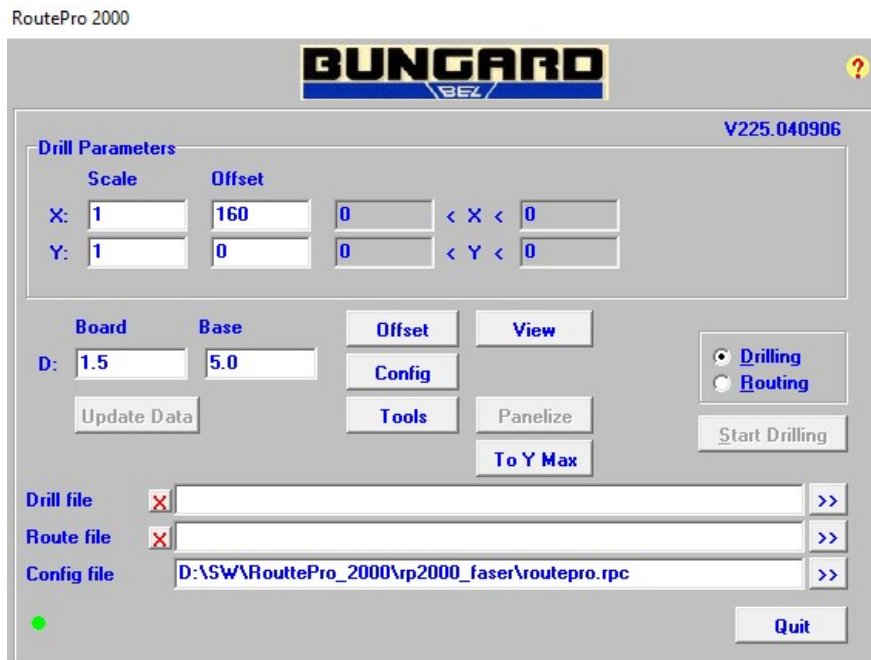 RoutePro 2000
BUNGARD
BEL
?
V225.040906
Drill Parameters
Scale Offset
X: 1 160 0 < X < 0
Y: 1 0 0 < Y < 0
Board Base Offset View
D: 1.5 5.0 Config Drilling
Routing
Update Data Tools Panelize Start Drilling
To Y Max
Drill file X >>
Route file X >>
Config file D:\SW\RouttePro_2000\rp2000_faser\routepro.rpc >>
Quit